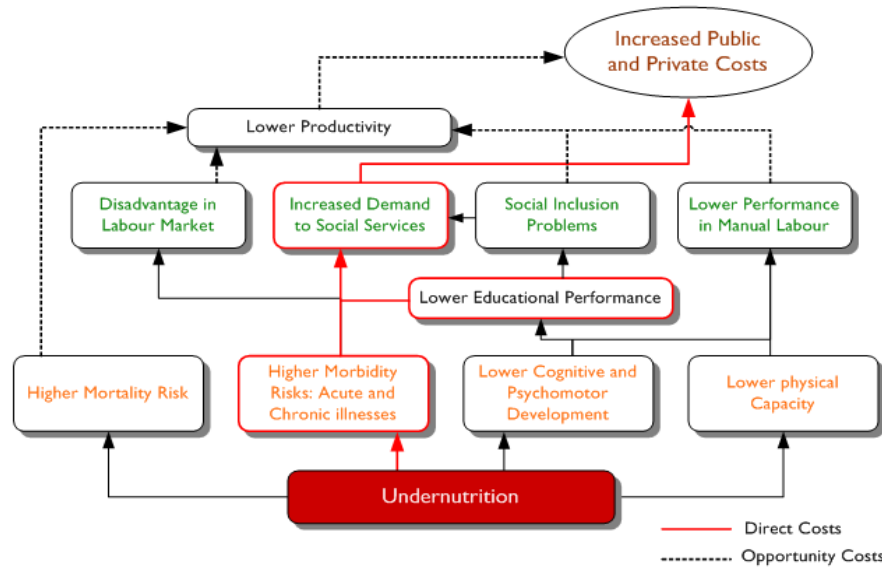 Increased Public
and Private Costs
Lower Productivity
Disadvantage in
Labour Market
Increased Demand
to Social Services
Social Inclusion
Problems
Lower Performance
in Manual Labour
Lower Educational Performance
Higher Mortality Risk
Higher Morbidity
Risks: Acute and
Chronic illnesses
Lower Cognitive and
Psychomotor
Development
Lower physical
Capacity
Undernutrition
Direct Costs
Opportunity Costs